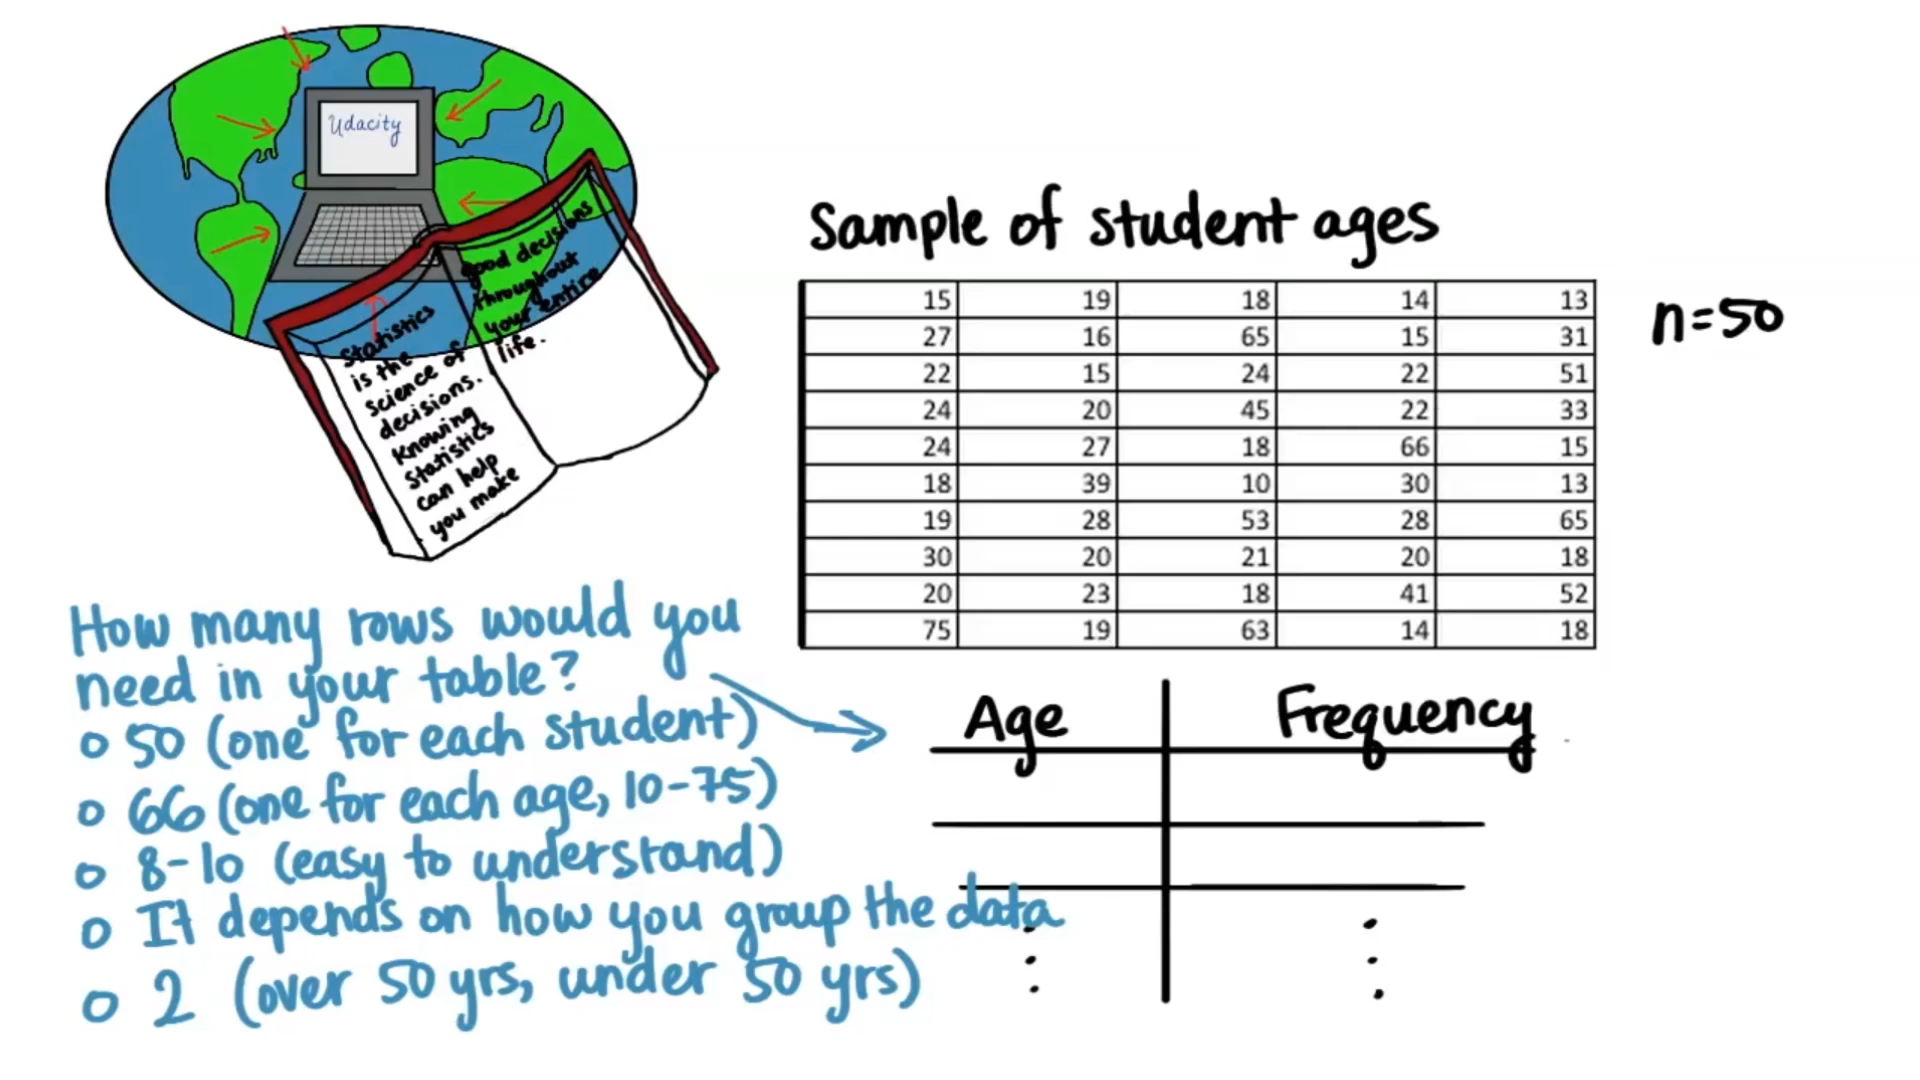 Udacity
Statistics
is the
science of
decisions.
Knowing
Statistics
can help
you make
good decisions
throughout
your entire
life.
Sample of student ages
15 19 18 14 13
27 16 65 15 31
22 15 24 22 51
24 20 45 22 33
24 27 18 66 15
18 39 10 30 13
19 28 53 28 65
30 20 21 20 18
20 23 18 41 52
75 19 63 14 18
n=50
How many rows would you
need in your table?
50 (one for each student)
66 (one for each age, 10-75)
8-10 (easy to understand)
It depends on how you group the data
2 (over 50 yrs, under 50 yrs)
Age Frequency